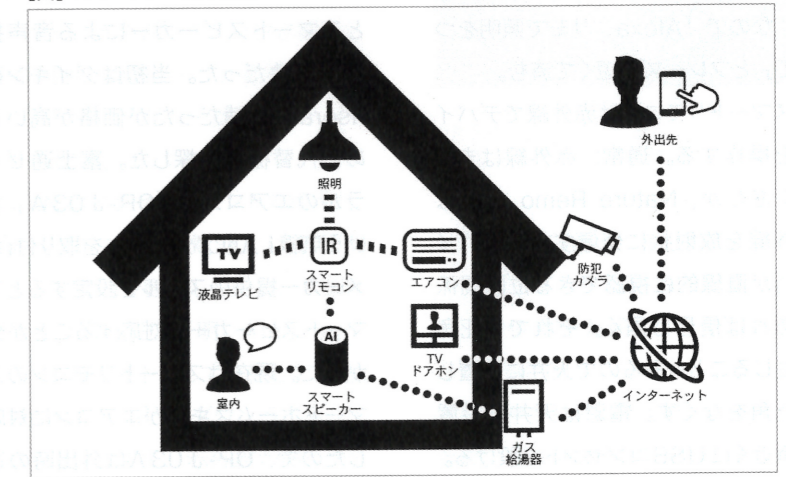 外出先
照明
TV
液晶テレビ
IR
スマート
リモコン
エアコン
防犯
カメラ
TV
ドアホン
インターネット
室内
AI
スマート
スピーカー
ガス
給湯器